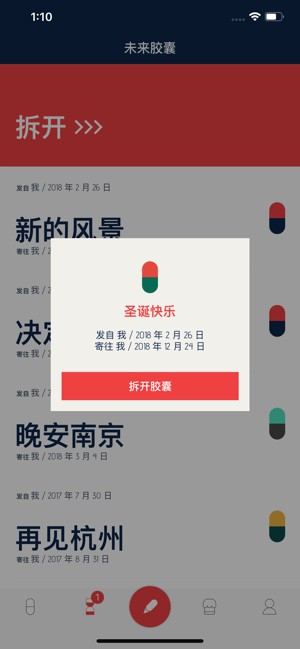 1:10
未来胶囊
拆开 >>>
发自 我 / 2018 年 2 月 26 日
新的风景
寄往 我 / 2
发自 我 / 2
决定
寄往 我 / 2
圣诞快乐
发自 我 / 2018 年 2 月 26 日
寄往 我 / 2018 年 12 月 24 日
拆开胶囊
发自 我 / 2
晚安南京
寄往 我 / 2018 年 3 月 4 日
发自 我 / 2017 年 7 月 30 日
再见杭州
寄往 我 / 2017 年 8 月 31 日
1